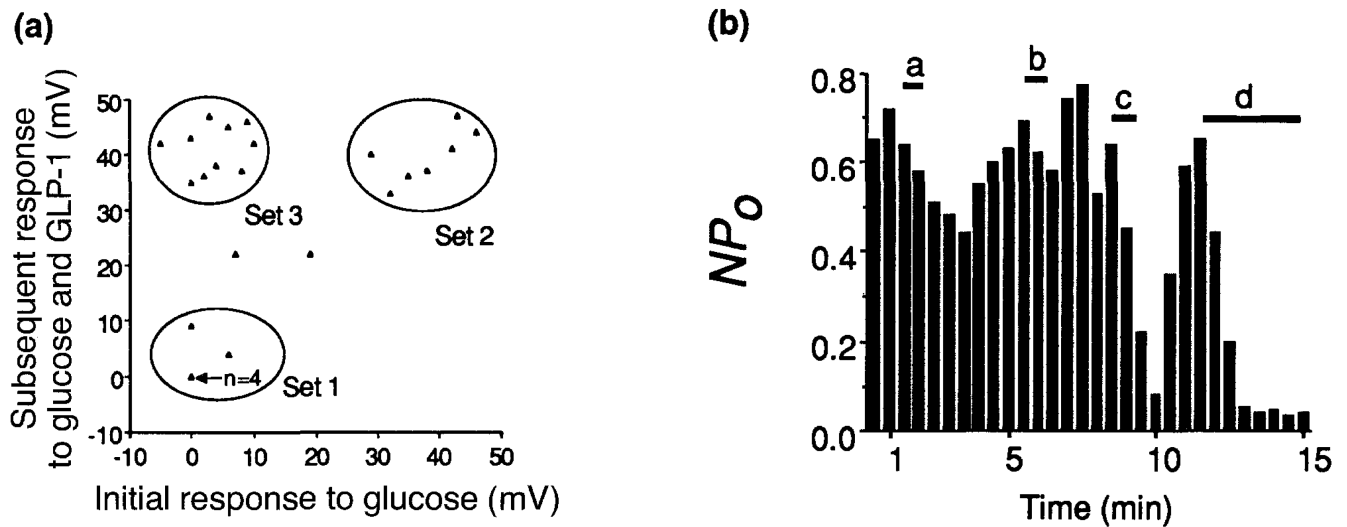 (a)
Subsequent response
to glucose and GLP-1 (mV)
50
40
30
20
10
0
-10
Set 3
Set 2
n=4
Set 1
-10 0 10 20 30 40 50
Initial response to glucose (mV)
(b)
NPo
0.8
0.6
0.4
0.2
0.0
a
b
c
d
1 5 10 15
Time (min)